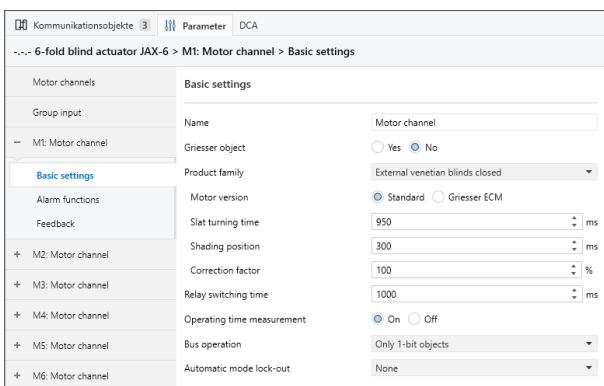 Kommunikationsobjekte 3 Parameter DCA
-.-.- 6-fold blind actuator JAX-6 > M1: Motor channel > Basic settings
Motor channels
Group input
– M1: Motor channel
Basic settings
Alarm functions
Feedback
+ M2: Motor channel
+ M3: Motor channel
+ M4: Motor channel
+ M5: Motor channel
+ M6: Motor channel
Basic settings
Name Motor channel
Griesser object Yes No
Product family External venetian blinds closed
Motor version Standard Griesser ECM
Slat turning time 950 ms
Shading position 300 ms
Correction factor 100 %
Relay switching time 1000 ms
Operating time measurement On Off
Bus operation Only 1-bit objects
Automatic mode lock-out None